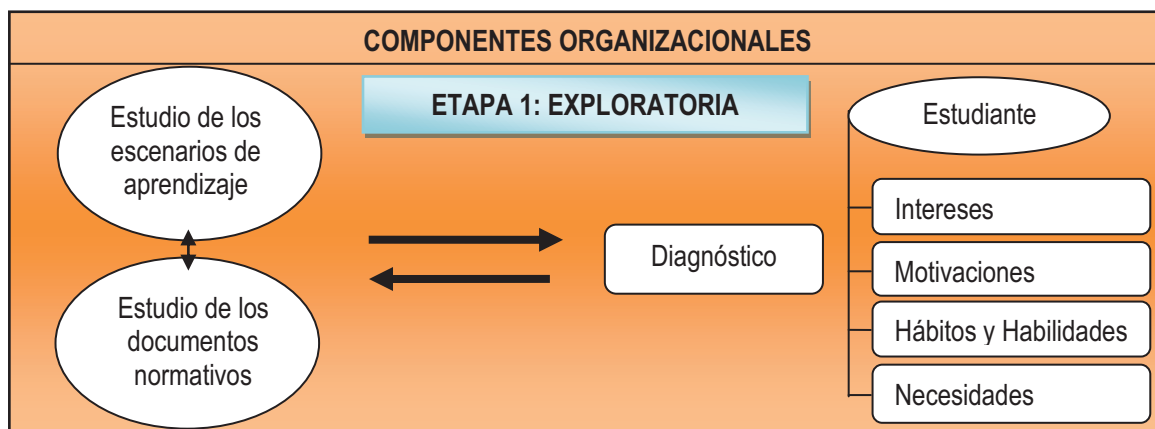 COMPONENTES ORGANIZACIONALES
ETAPA 1: EXPLORATORIA
Estudio de los
escenarios de
aprendizaje
Estudio de los
documentos
normativos
Diagnóstico
Estudiante
Intereses
Motivaciones
Hábitos y Habilidades
Necesidades